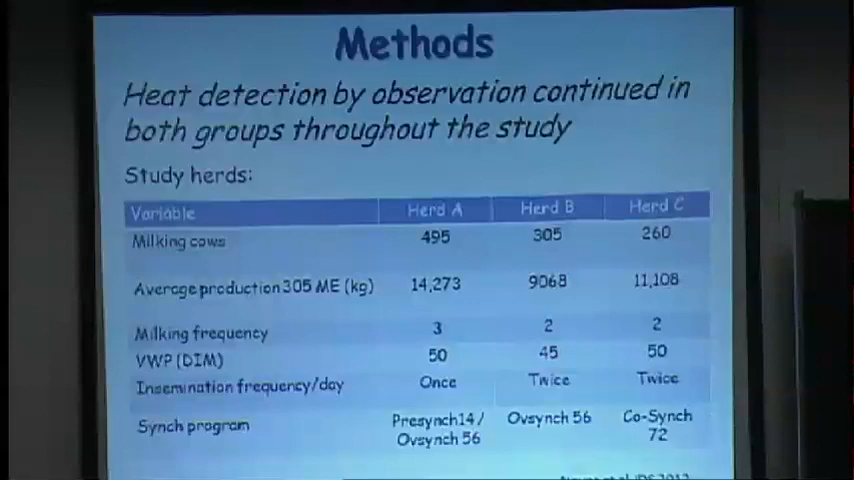 Methods
Heat detection by observation continued in
both groups throughout the study
Study herds:
Variable Herd A Herd B Herd C
Milking cows 495 305 260
Average production 305 ME (kg) 14,273 9068 11,108
Milking frequency 3 2 2
VWP (DIM) 50 45 50
Insemination frequency/day Once Twice Twice
Synch program Presynch14/ Ovsynch 56 Co-Synch
Ovsynch 56 72